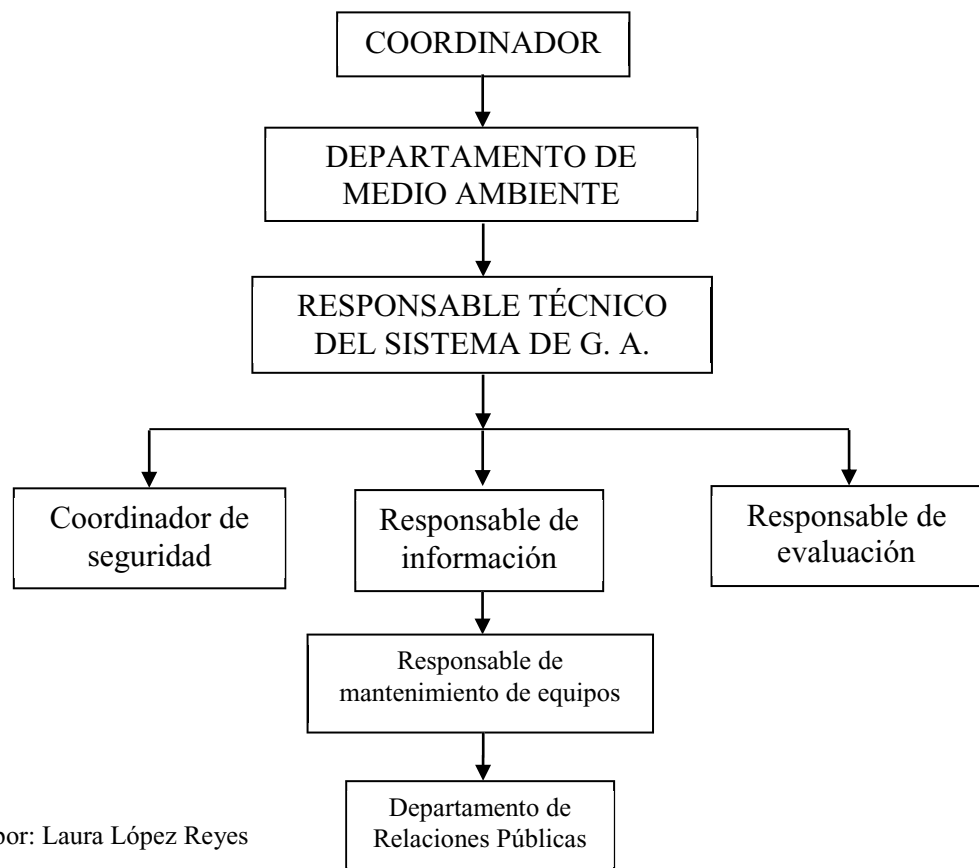 COORDINADOR
DEPARTAMENTO DE
MEDIO AMBIENTE
RESPONSABLE TÉCNICO
DEL SISTEMA DE G. A.
Coordinador de
seguridad
Responsable de
información
Responsable de
evaluación
Responsable de
mantenimiento de equipos
Departamento de
Relaciones Públicas
por: Laura López Reyes